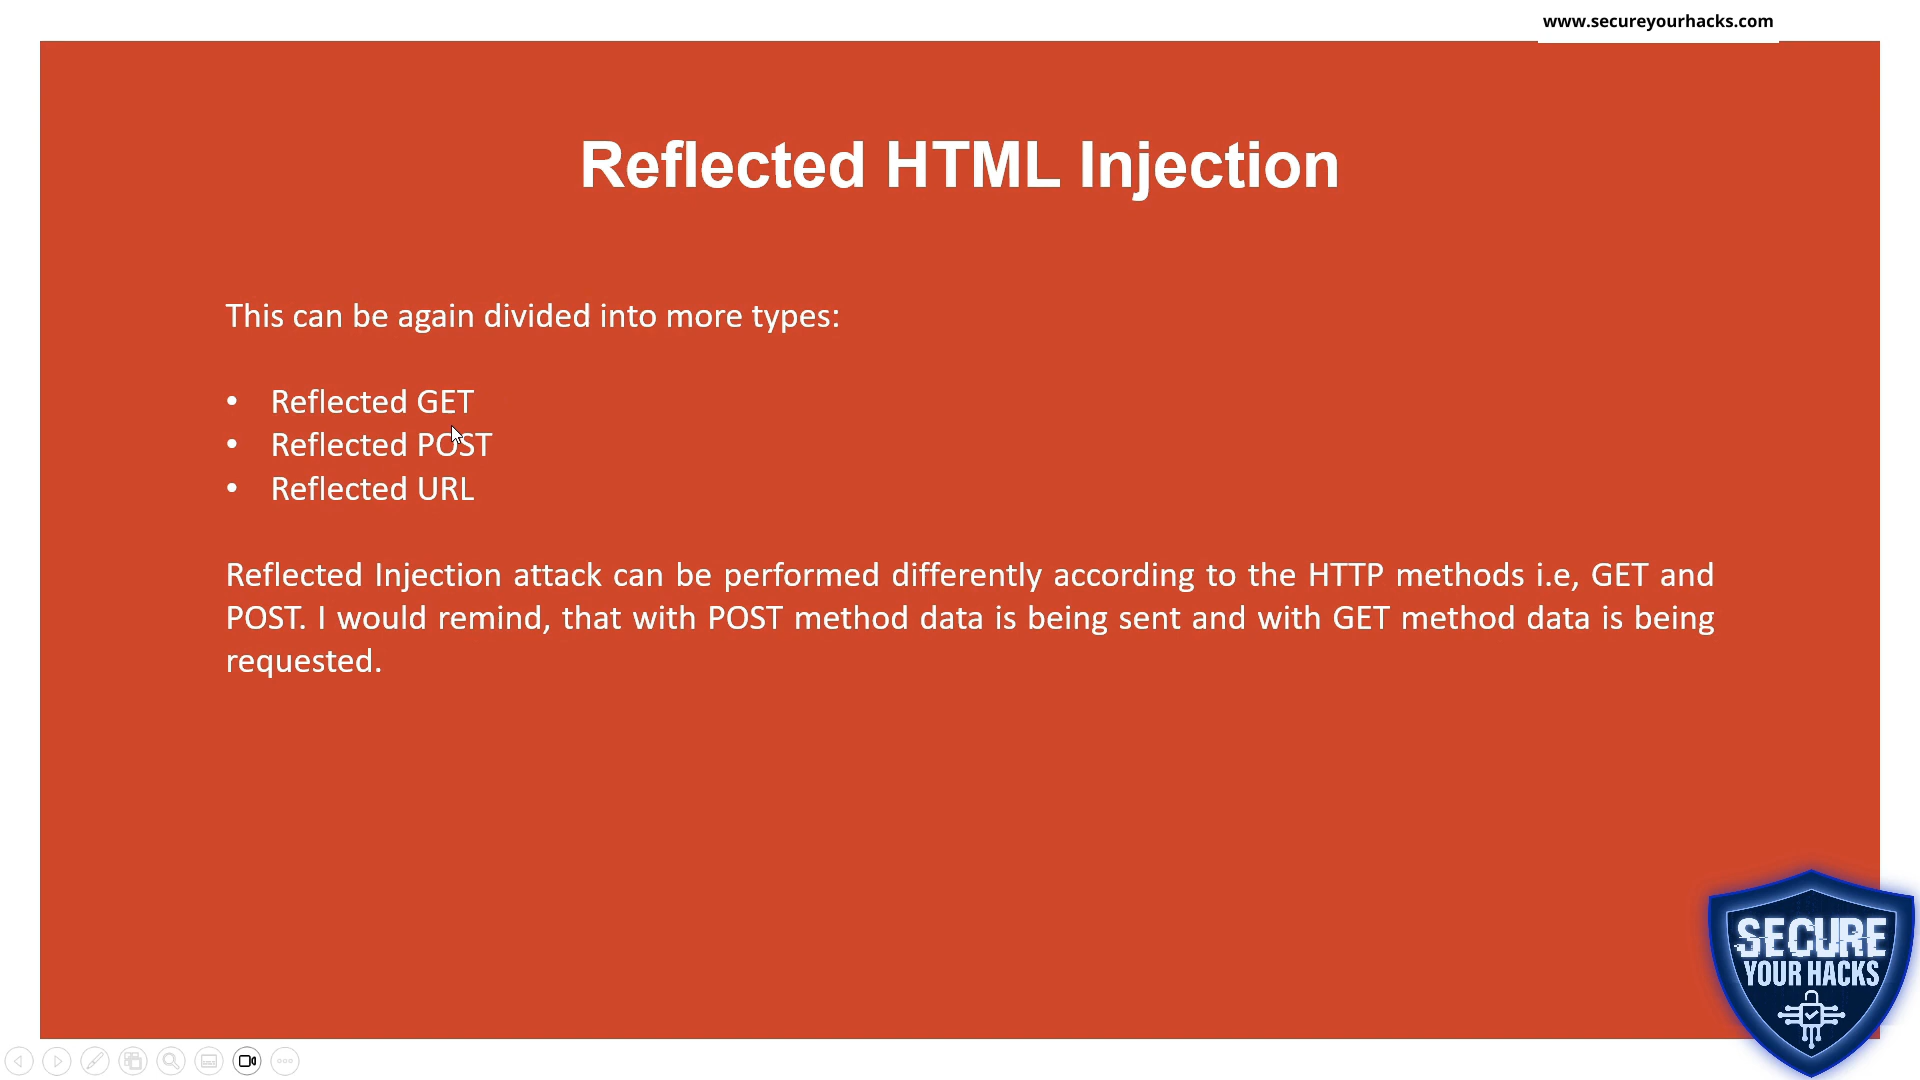 www.secureyourhacks.com
Reflected HTML Injection
This can be again divided into more types:
• Reflected GET
• Reflected POST
• Reflected URL
Reflected Injection attack can be performed differently according to the HTTP methods i.e, GET and
POST. I would remind, that with POST method data is being sent and with GET method data is being
requested.
SECURE
YOUR HACKS